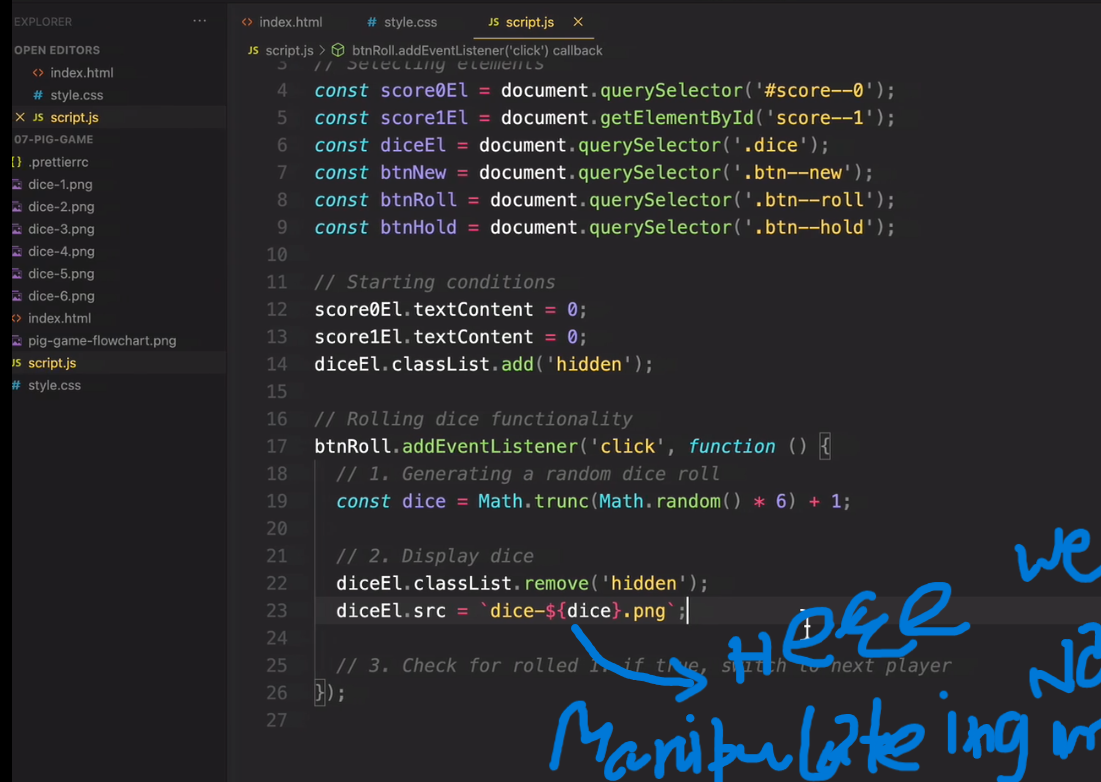 EXPLORER ...
OPEN EDITORS
<> index.html
# style.css
× JS script.js
07-PIG-GAME
{} .prettierrc
dice-1.png
dice-2.png
dice-3.png
dice-4.png
dice-5.png
dice-6.png
<> index.html
pig-game-flowchart.png
JS script.js
# style.css
<> index.html # style.css JS script.js ×
JS script.js > btnRoll.addEventListener('click') callback
3 // Selecting elements
4 const score0El = document.querySelector('#score--0');
5 const score1El = document.getElementById('score--1');
6 const diceEl = document.querySelector('.dice');
7 const btnNew = document.querySelector('.btn--new');
8 const btnRoll = document.querySelector('.btn--roll');
9 const btnHold = document.querySelector('.btn--hold');
10
11 // Starting conditions
12 score0El.textContent = 0;
13 score1El.textContent = 0;
14 diceEl.classList.add('hidden');
15
16 // Rolling dice functionality
17 btnRoll.addEventListener('click', function () {
18 // 1. Generating a random dice roll
19 const dice = Math.trunc(Math.random() * 6) + 1;
20
21 // 2. Display dice
22 diceEl.classList.remove('hidden');
23 diceEl.src = `dice-${dice}.png`;
24
25 // 3. Check for rolled 1: if true, switch to next player
26 });
27
HERE we
Manipulateing